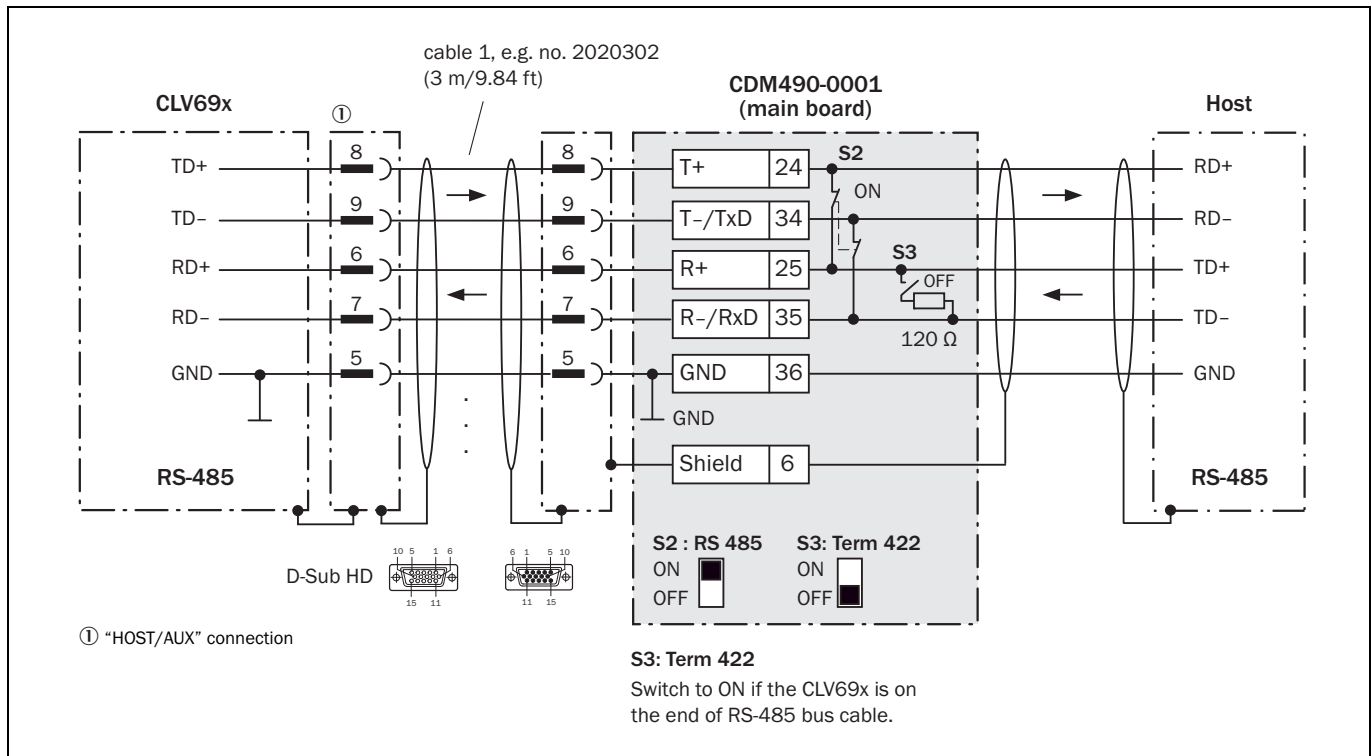 cable 1, e.g. no. 2020302
(3 m/9.84 ft)
CLV69x
①
CDM490-0001
(main board)
Host
TD+ 8 8 T+ 24 S2 RD+
ON
TD– 9 9 T–/TxD 34 RD–
RD+ 6 6 R+ 25 S3 TD+
OFF
RD– 7 7 R–/RxD 35 TD–
120 Ω
GND 5 5 GND 36 GND
GND
Shield 6
RS-485
RS-485
S2 : RS 485 S3: Term 422
ON ON
OFF OFF
D-Sub HD
10 5 1 6
15 11
6 1 5 10
11 15
① “HOST/AUX” connection
S3: Term 422
Switch to ON if the CLV69x is on
the end of RS-485 bus cable.